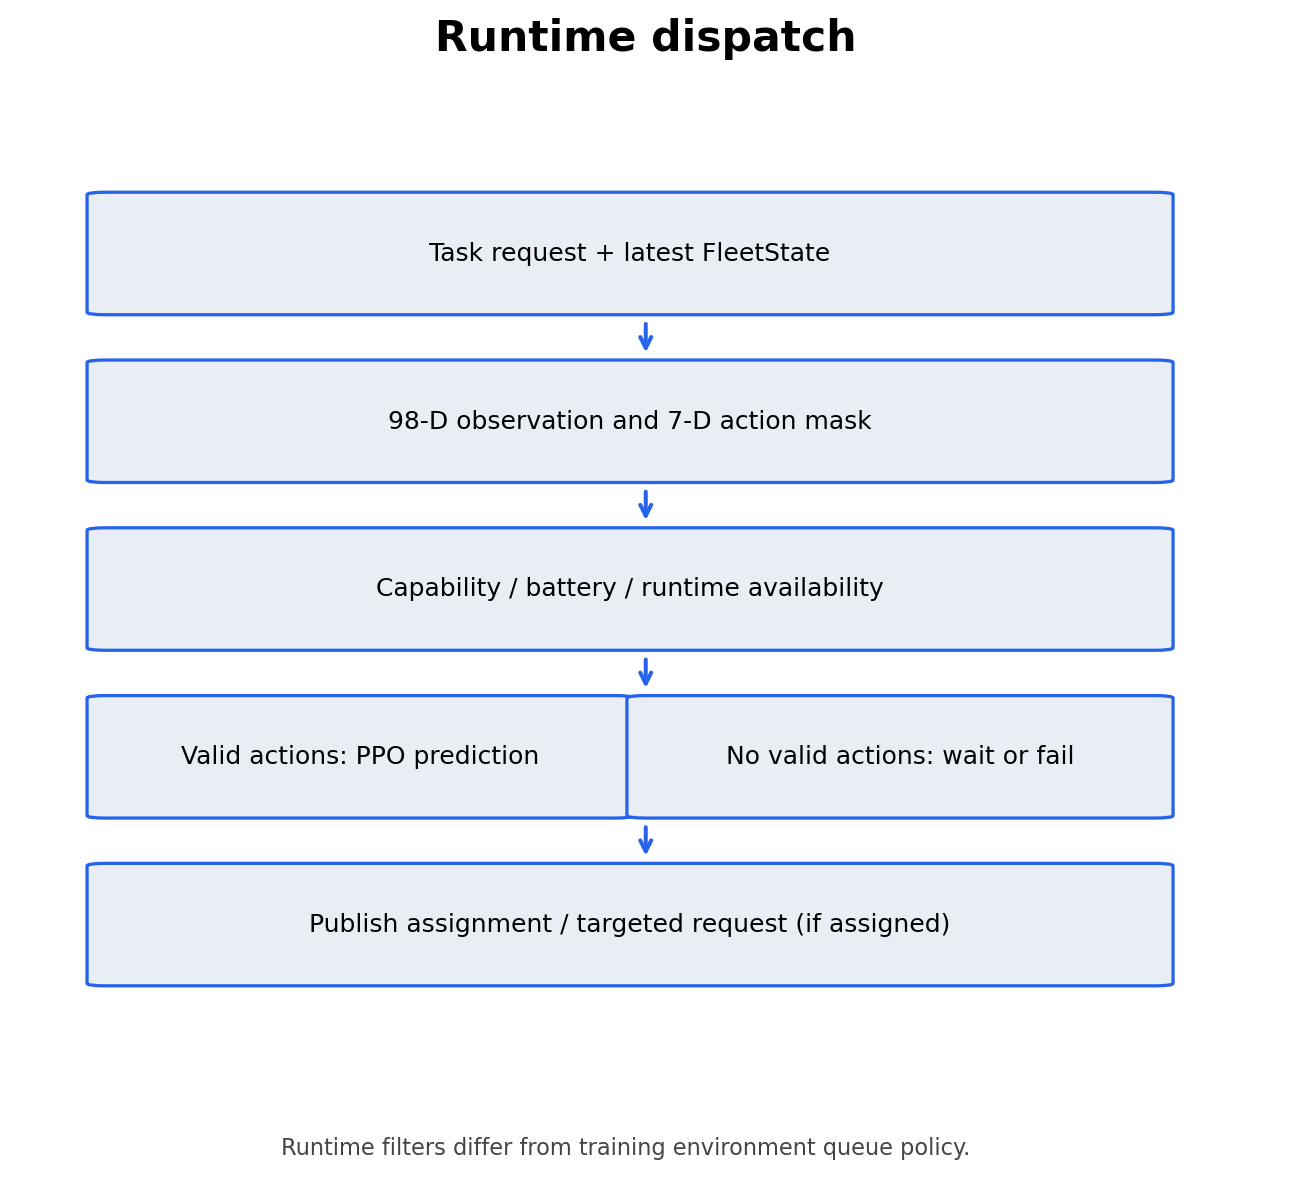 Runtime dispatch
Task request + latest FleetState
98-D observation and 7-D action mask
Capability / battery / runtime availability
Valid actions: PPO prediction
No valid actions: wait or fail
Publish assignment / targeted request (if assigned)
Runtime filters differ from training environment queue policy.